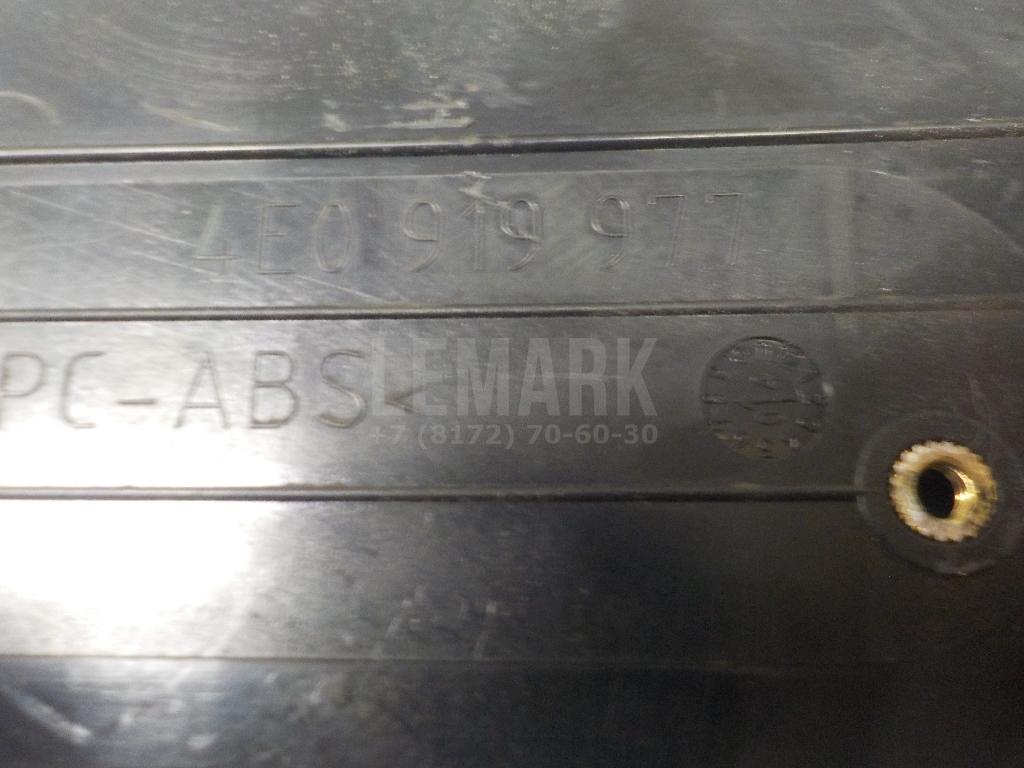 4E0 919 977
PC-ABS<
LEMARK
+7 (8172) 70-60-30